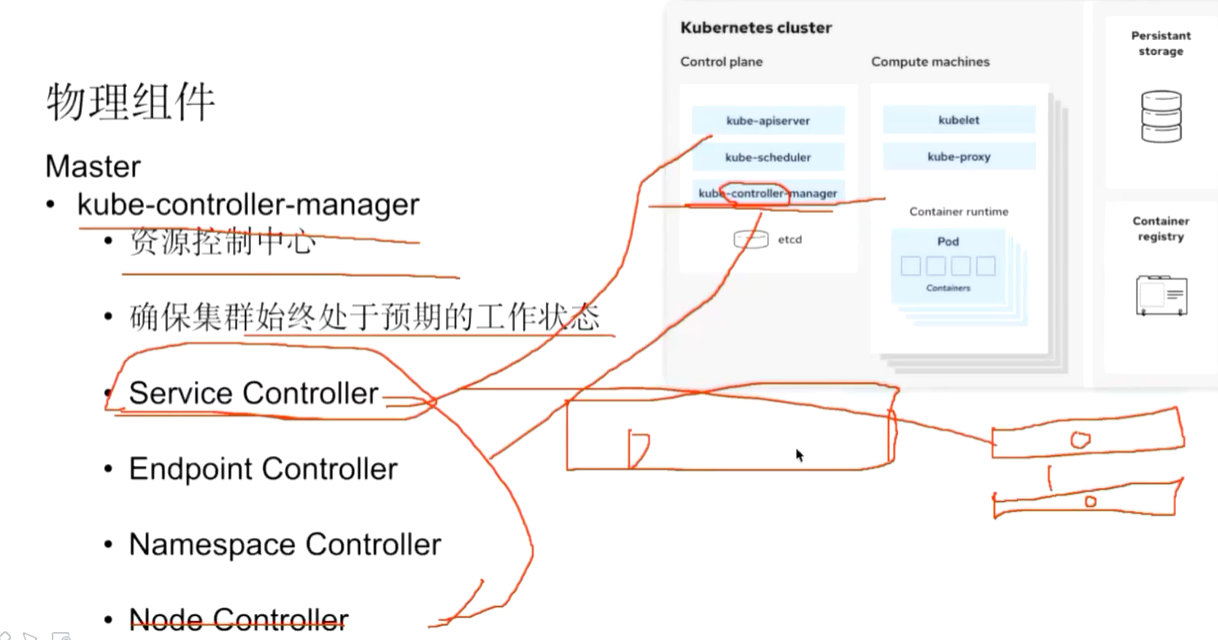 物理组件
Master
• kube-controller-manager
• 资源控制中心
• 确保集群始终处于预期的工作状态
• Service Controller
• Endpoint Controller
• Namespace Controller
• Node Controller
Kubernetes cluster
Control plane
kube-apiserver
kube-scheduler
kube-controller-manager
etcd
Compute machines
kubelet
kube-proxy
Container runtime
Pod
Containers
Persistant
storage
Container
registry